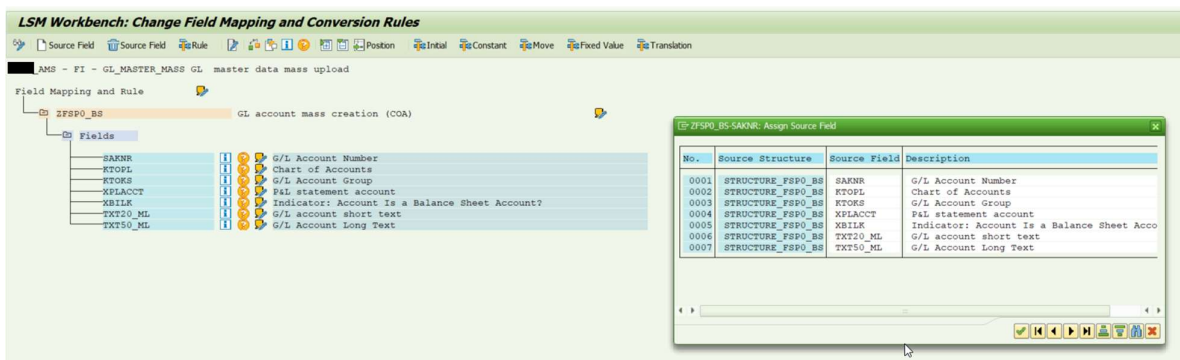 LSM Workbench: Change Field Mapping and Conversion Rules
Source Field Source Field Rule Position Initial Constant Move Fixed Value Translation
_AMS - FI - GL_MASTER_MASS GL master data mass upload
Field Mapping and Rule
ZFSP0_BS GL account mass creation (COA)
Fields
SAKNR G/L Account Number
KTOPL Chart of Accounts
KTOKS G/L Account Group
XPLACCT P&L statement account
XBILK Indicator: Account Is a Balance Sheet Account?
TXT20_ML G/L account short text
TXT50_ML G/L Account Long Text
ZFSP0_BS-SAKNR: Assign Source Field
No. Source Structure Source Field Description
0001 STRUCTURE_FSP0_BS SAKNR G/L Account Number
0002 STRUCTURE_FSP0_BS KTOPL Chart of Accounts
0003 STRUCTURE_FSP0_BS KTOKS G/L Account Group
0004 STRUCTURE_FSP0_BS XPLACCT P&L statement account
0005 STRUCTURE_FSP0_BS XBILK Indicator: Account Is a Balance Sheet Acco
0006 STRUCTURE_FSP0_BS TXT20_ML G/L account short text
0007 STRUCTURE_FSP0_BS TXT50_ML G/L Account Long Text